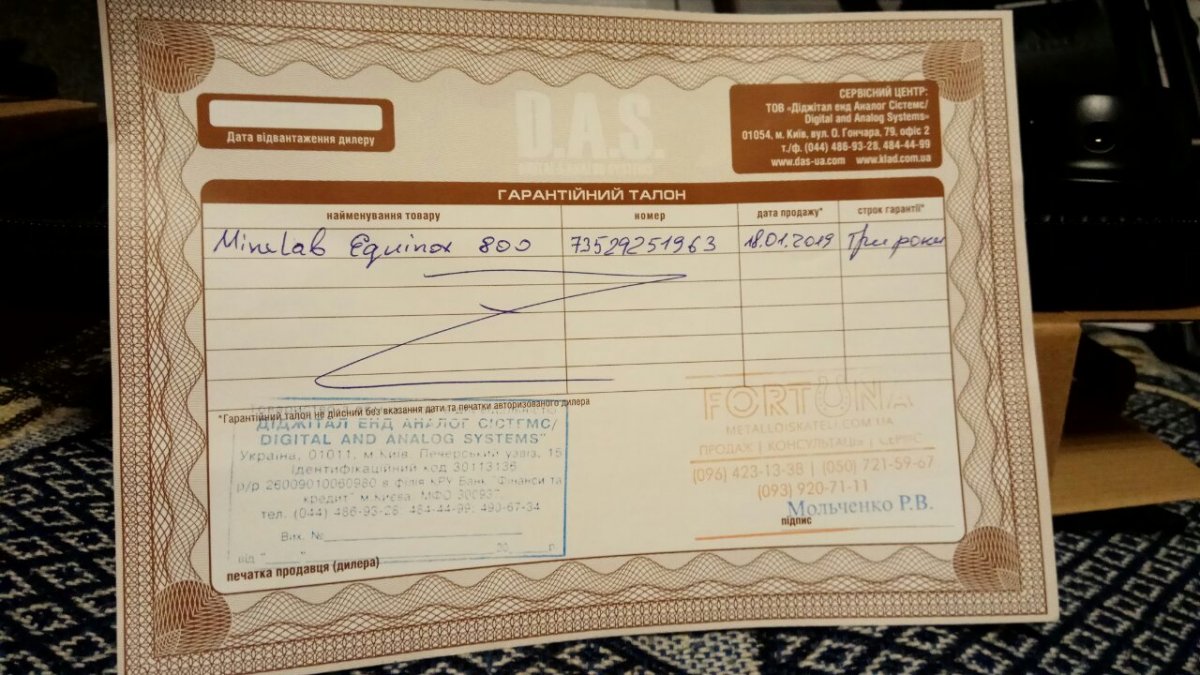 D.A.S.
Дата відвантаження дилеру
СЕРВІСНИЙ ЦЕНТР:
ТОВ «Діджітал енд Аналог Сістемс/
Digital and Analog Systems»
01054, м. Київ, вул. О. Гончара, 79, офіс 2
т./ф. (044) 486-93-28, 484-44-99
www.das-ua.com www.klad.com.ua
ГАРАНТІЙНИЙ ТАЛОН
найменування товару номер дата продажу* строк гарантії*
Minelab Equinox 800 73529251963 18.01.2019 Три роки
*Гарантійний талон не дійсний без вказання дати та печатки авторизованого дилера
ДІДЖІТАЛ ЕНД АНАЛОГ СІСТЕМС/
DIGITAL AND ANALOG SYSTEMS"
Україна, 01011, м.Київ, Печерський узвіз, 15
Ідентифікаційний код 30113136
р/р 26009010060980 в філія КРУ Банк "Фінанси та
кредит" м.Києва, МФО
тел. (044) 486-93-28; 484-44-99; 490-67-34
Вих. №
від " " 20 р
печатка продавця (дилера)
FORTUNA
METALLOISKATELI.COM.UA
ПРОДАЖ | КОНСУЛЬТАЦІЇ | СЕРВІС
(096) 423-13-38 | (050) 721-59-67
(093) 920-71-11
Мольченко Р.В.
підпис